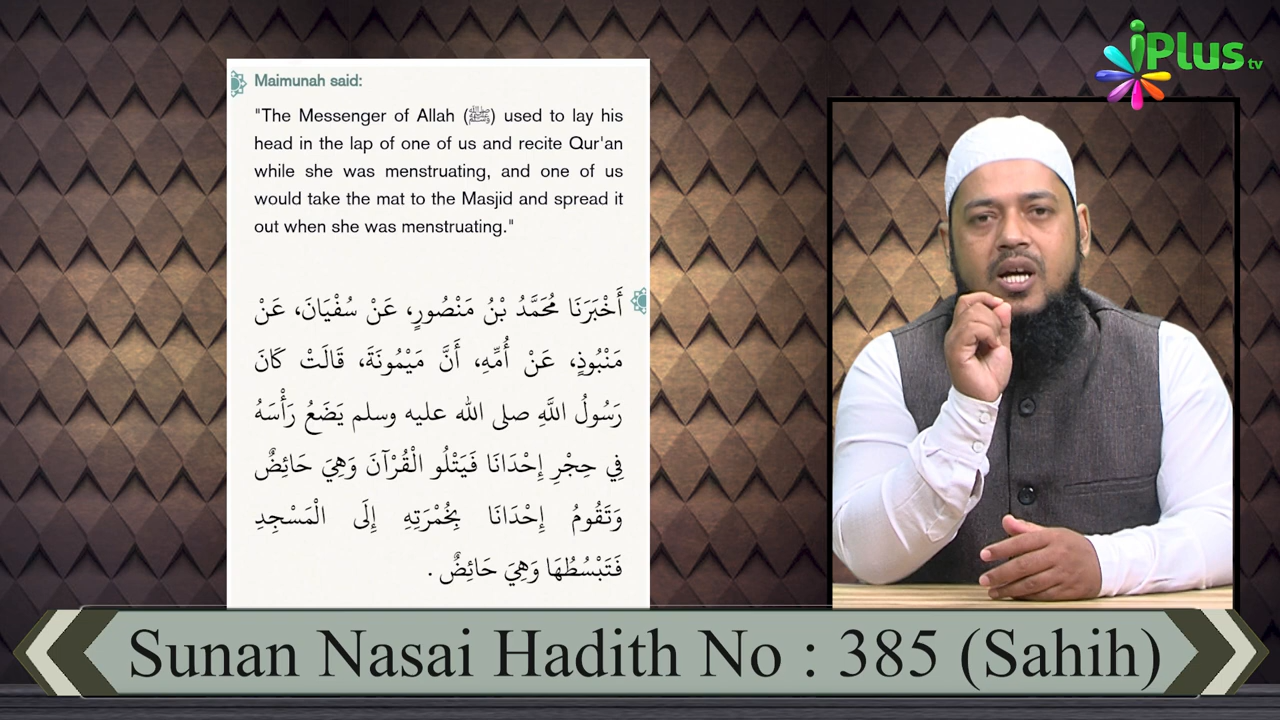 iPlus tv
Maimunah said:
"The Messenger of Allah (ﷺ) used to lay his
head in the lap of one of us and recite Qur'an
while she was menstruating, and one of us
would take the mat to the Masjid and spread it
out when she was menstruating."
أَخْبَرَنَا مُحَمَّدُ بْنُ مَنْصُورٍ، عَنْ سُفْيَانَ، عَنْ
مَنْبُوذٍ، عَنْ أُمِّهِ، أَنَّ مَيْمُونَةَ، قَالَتْ كَانَ
رَسُولُ اللَّهِ صلى الله عليه وسلم يَضَعُ رَأْسَهُ
فِي حِجْرِ إِحْدَانَا فَيَتْلُو الْقُرْآنَ وَهِيَ حَائِضٌ
وَتَقُومُ إِحْدَانَا بِخُمْرَتِهِ إِلَى الْمَسْجِدِ
فَتَبْسُطُهَا وَهِيَ حَائِضٌ .
Sunan Nasai Hadith No : 385 (Sahih)